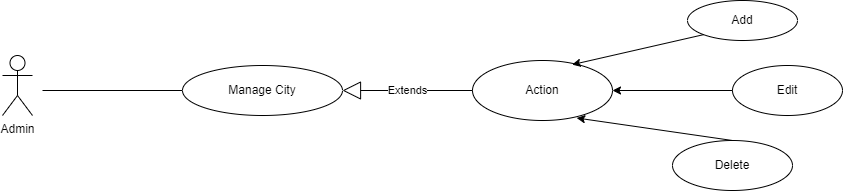 Add
Manage City
Extends
Action
Edit
Admin
Delete